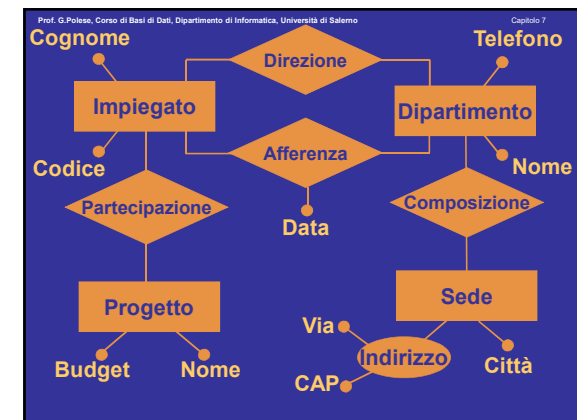 Prof. G.Polese, Corso di Basi di Dati, Dipartimento di Informatica, Università di Salerno Capitolo 7
Cognome
Telefono
Direzione
Impiegato
Dipartimento
Afferenza
Codice
Nome
Partecipazione
Composizione
Data
Sede
Progetto
Via
Indirizzo
Città
Budget
Nome
CAP